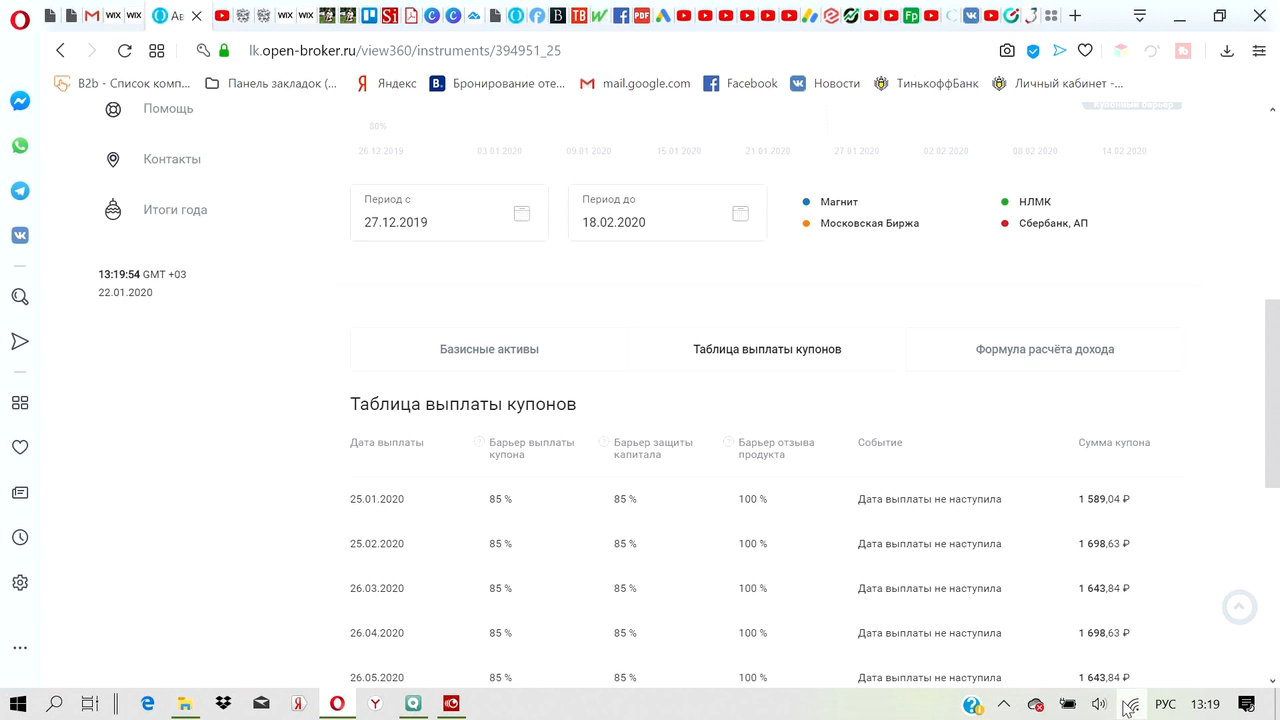 WIX
WIX
WIX
Ав
lk.open-broker.ru/view360/instruments/394951_25
B2b - Список комп...
Панель закладок (...
Яндекс
Бронирование оте...
mail.google.com
Facebook
Новости
ТинькоффБанк
Личный кабинет -...
Помощь
Контакты
Итоги года
13:19:54 GMT +03
22.01.2020
Купонный барьер
80%
26.12.2019
03.01.2020
09.01.2020
15.01.2020
21.01.2020
27.01.2020
02.02.2020
08.02.2020
14.02.2020
Период с
27.12.2019
Период до
18.02.2020
Магнит
НЛМК
Московская Биржа
Сбербанк, АП
Базисные активы
Таблица выплаты купонов
Формула расчёта дохода
Таблица выплаты купонов
Дата выплаты
Барьер выплаты купона
Барьер защиты капитала
Барьер отзыва продукта
Событие
Сумма купона
25.01.2020 85 % 85 % 100 % Дата выплаты не наступила 1 589,04 ₽
25.02.2020 85 % 85 % 100 % Дата выплаты не наступила 1 698,63 ₽
26.03.2020 85 % 85 % 100 % Дата выплаты не наступила 1 643,84 ₽
26.04.2020 85 % 85 % 100 % Дата выплаты не наступила 1 698,63 ₽
26.05.2020 85 % 85 % 100 % Дата выплаты не наступила 1 643,84 ₽
РУС
13:19